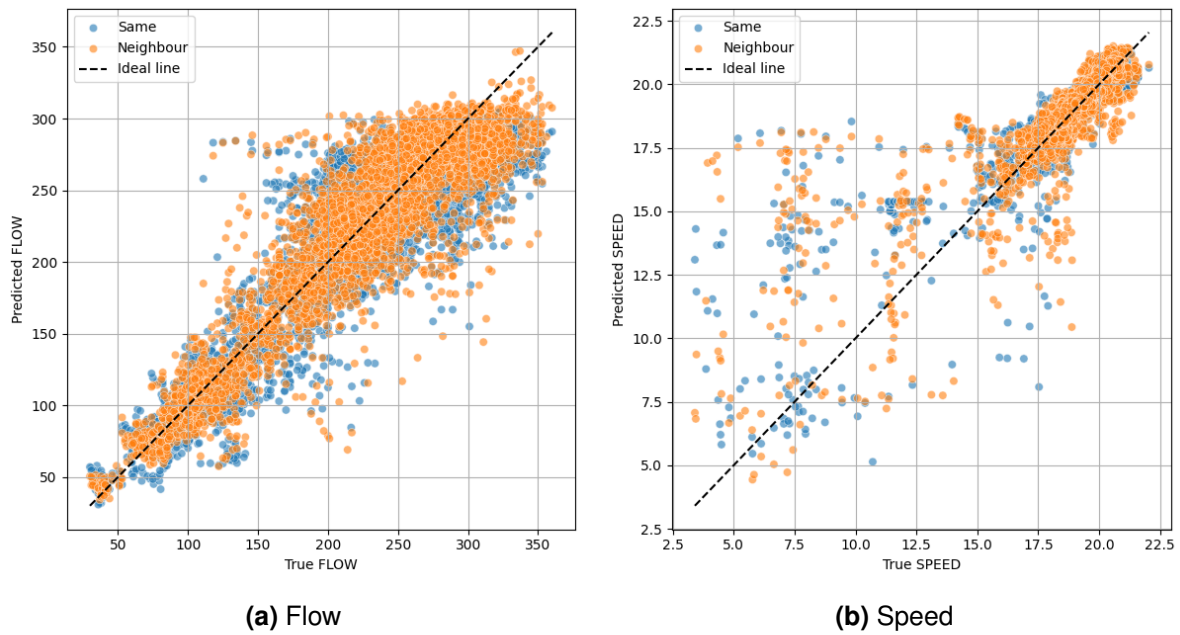 Same
Neighbour
Ideal line
350
300
250
200
150
100
50
Predicted FLOW
50 100 150 200 250 300 350
True FLOW
(a) Flow
Same
Neighbour
Ideal line
22.5
20.0
17.5
15.0
12.5
10.0
7.5
5.0
2.5
Predicted SPEED
2.5 5.0 7.5 10.0 12.5 15.0 17.5 20.0 22.5
True SPEED
(b) Speed